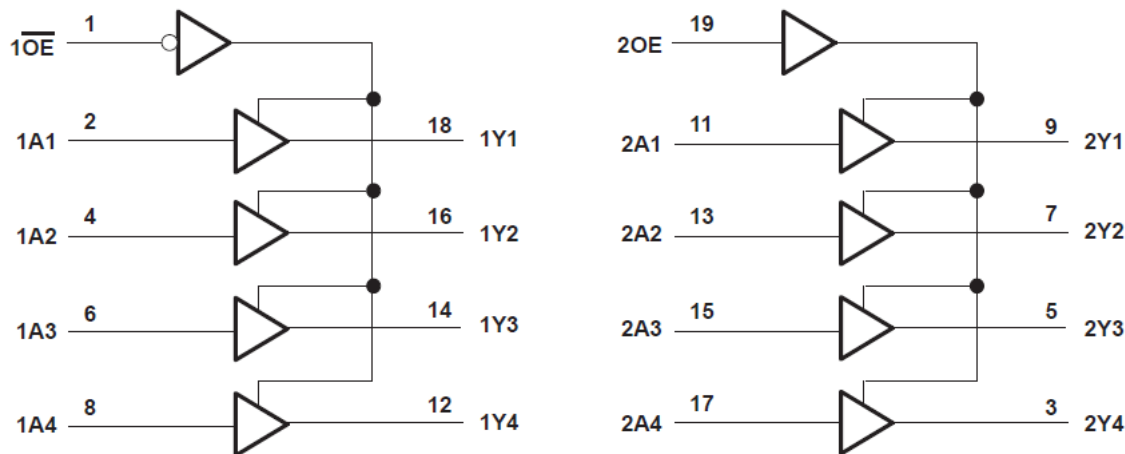 1O̅E̅ 1
1A1 2 18 1Y1
1A2 4 16 1Y2
1A3 6 14 1Y3
1A4 8 12 1Y4
2OE 19
2A1 11 9 2Y1
2A2 13 7 2Y2
2A3 15 5 2Y3
2A4 17 3 2Y4